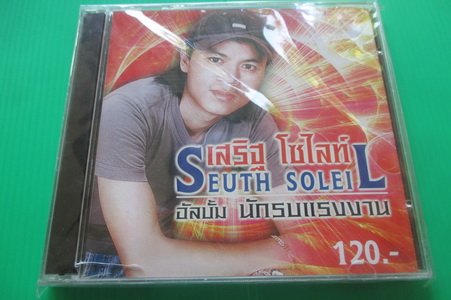 เสริฐ โซ่ไลท์
SEUTH SOLEIL
อัลบั้ม นักรบแรงงาน
120.-